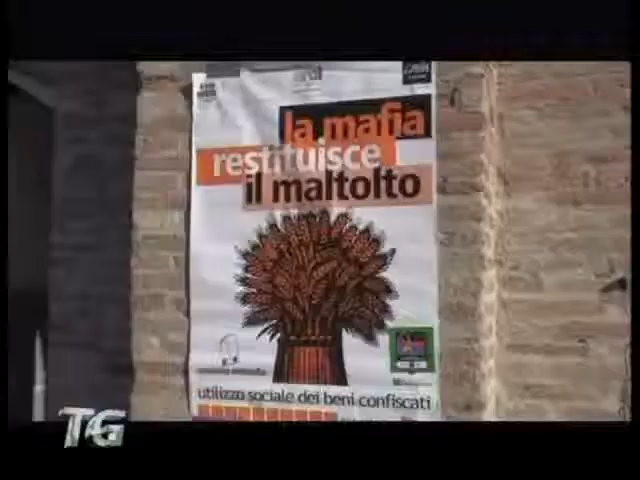 la mafia
restituisce
il maltolto
utilizzo sociale dei beni confiscati
TG